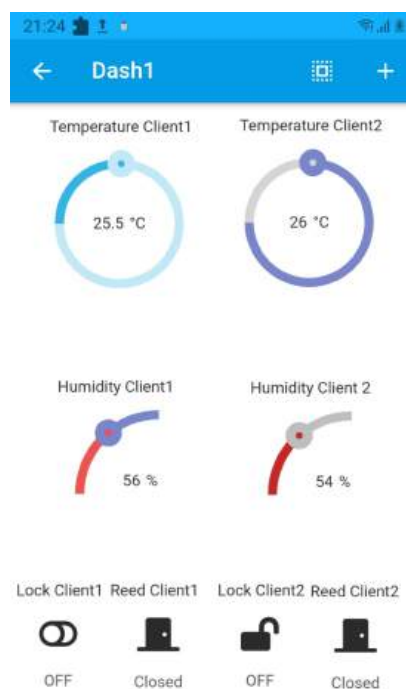 21:24
Dash1
Temperature Client1
Temperature Client2
25.5 °C
26 °C
Humidity Client1
Humidity Client 2
56 %
54 %
Lock Client1 Reed Client1 Lock Client2 Reed Client2
OFF Closed OFF Closed